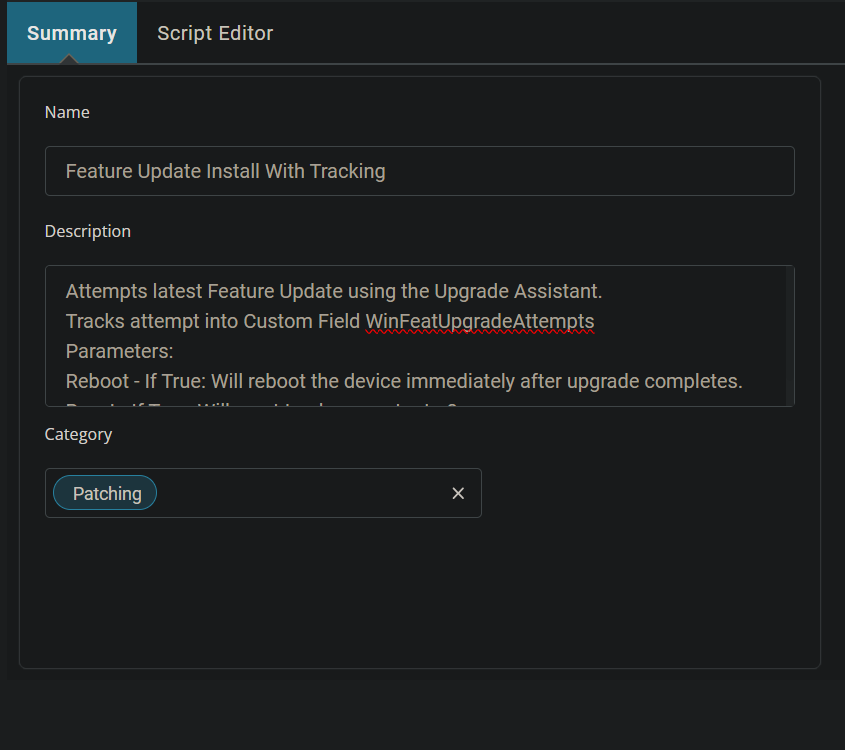 Summary
Script Editor
Name
Feature Update Install With Tracking
Description
Attempts latest Feature Update using the Upgrade Assistant.
Tracks attempt into Custom Field WinFeatUpgradeAttempts
Parameters:
Reboot - If True: Will reboot the device immediately after upgrade completes.
Category
Patching